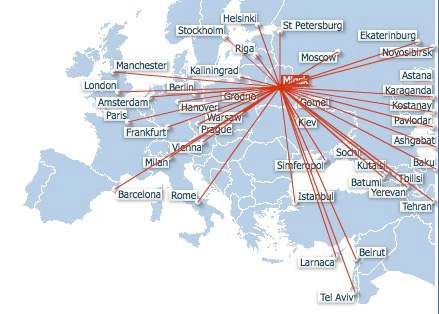 Helsinki
St Petersburg
Stockholm
Ekaterinburg
Riga
Novosibirsk
Moscow
Manchester
Kaliningrad
Astana
Minsk
London
Berlin
Karaganda
Grodno
Amsterdam
Gomel
Kostanay
Hanover
Paris
Warsaw
Pavlodar
Kiev
Frankfurt
Prague
Ashgabat
Vienna
Sochi
Milan
Simferopol
Kutaisi
Baku
Batumi
Tbilisi
Barcelona
Rome
Istanbul
Yerevan
Tehran
Larnaca
Beirut
Tel Aviv